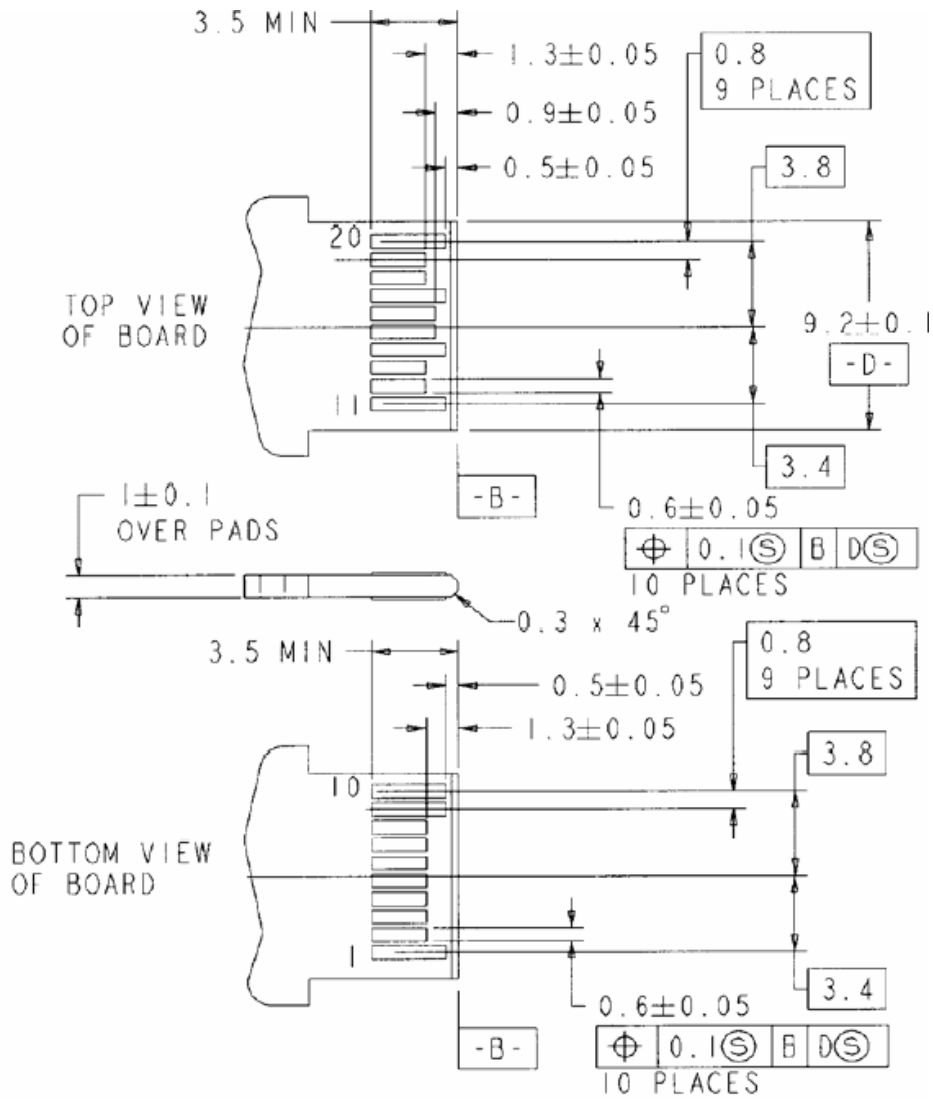 3.5 MIN
1.3±0.05
0.8
9 PLACES
0.9±0.05
0.5±0.05
3.8
20
TOP VIEW
OF BOARD
9.2±0.1
-D-
11
3.4
-B-
1±0.1
OVER PADS
0.6±0.05
⌖ 0.1Ⓢ B DⓈ
10 PLACES
0.3 x 45°
3.5 MIN
0.8
9 PLACES
0.5±0.05
1.3±0.05
3.8
10
BOTTOM VIEW
OF BOARD
1
3.4
0.6±0.05
-B-
⌖ 0.1Ⓢ B DⓈ
10 PLACES